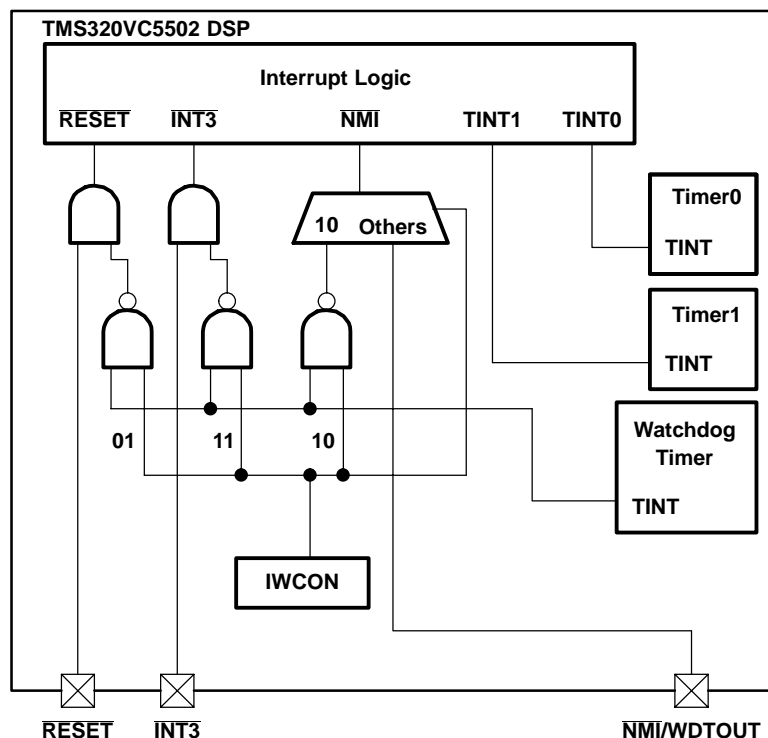 TMS320VC5502 DSP
Interrupt Logic
RESET INT3 NMI TINT1 TINT0
Timer0
10 Others
TINT
Timer1
TINT
Watchdog
Timer
01 11 10
TINT
IWCON
RESET INT3 NMI/WDTOUT